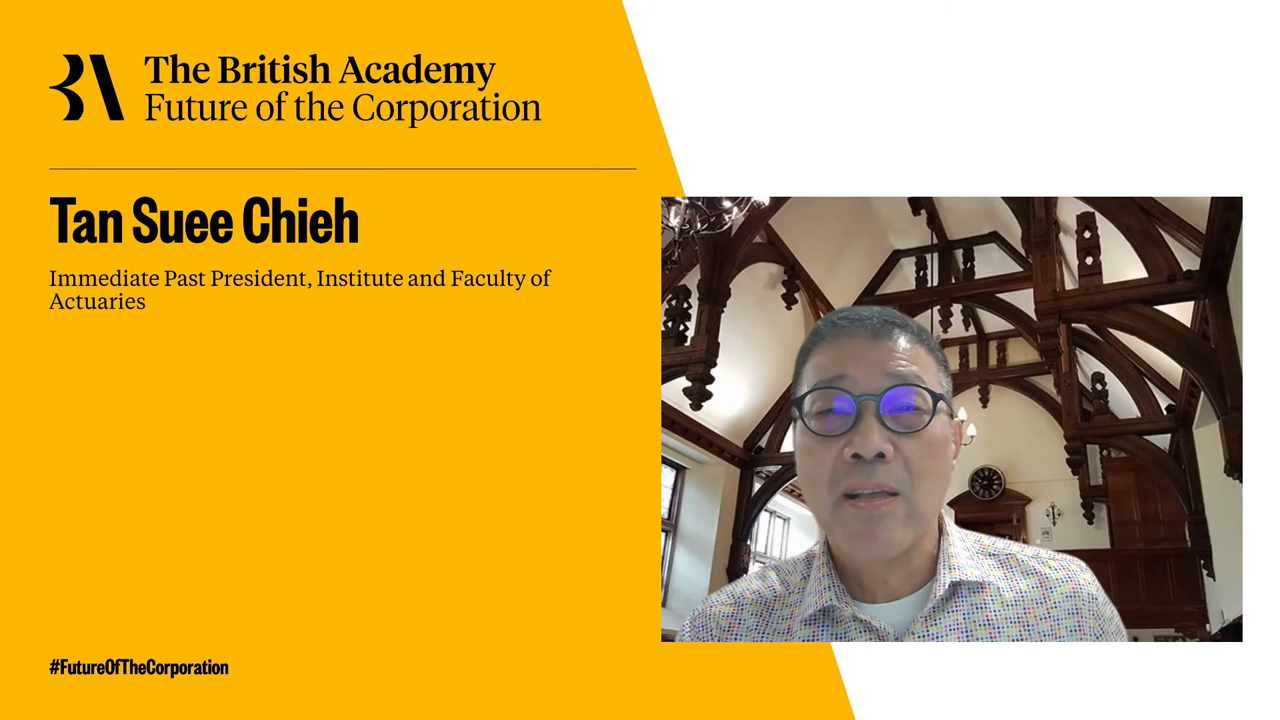 The British Academy
Future of the Corporation
Tan Suee Chieh
Immediate Past President, Institute and Faculty of
Actuaries
#FutureOfTheCorporation